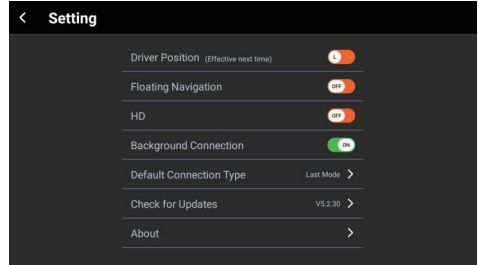 Setting
Driver Position (Effective next time) L
Floating Navigation OFF
HD OFF
Background Connection ON
Default Connection Type Last Mode
Check for Updates V5.2.30
About